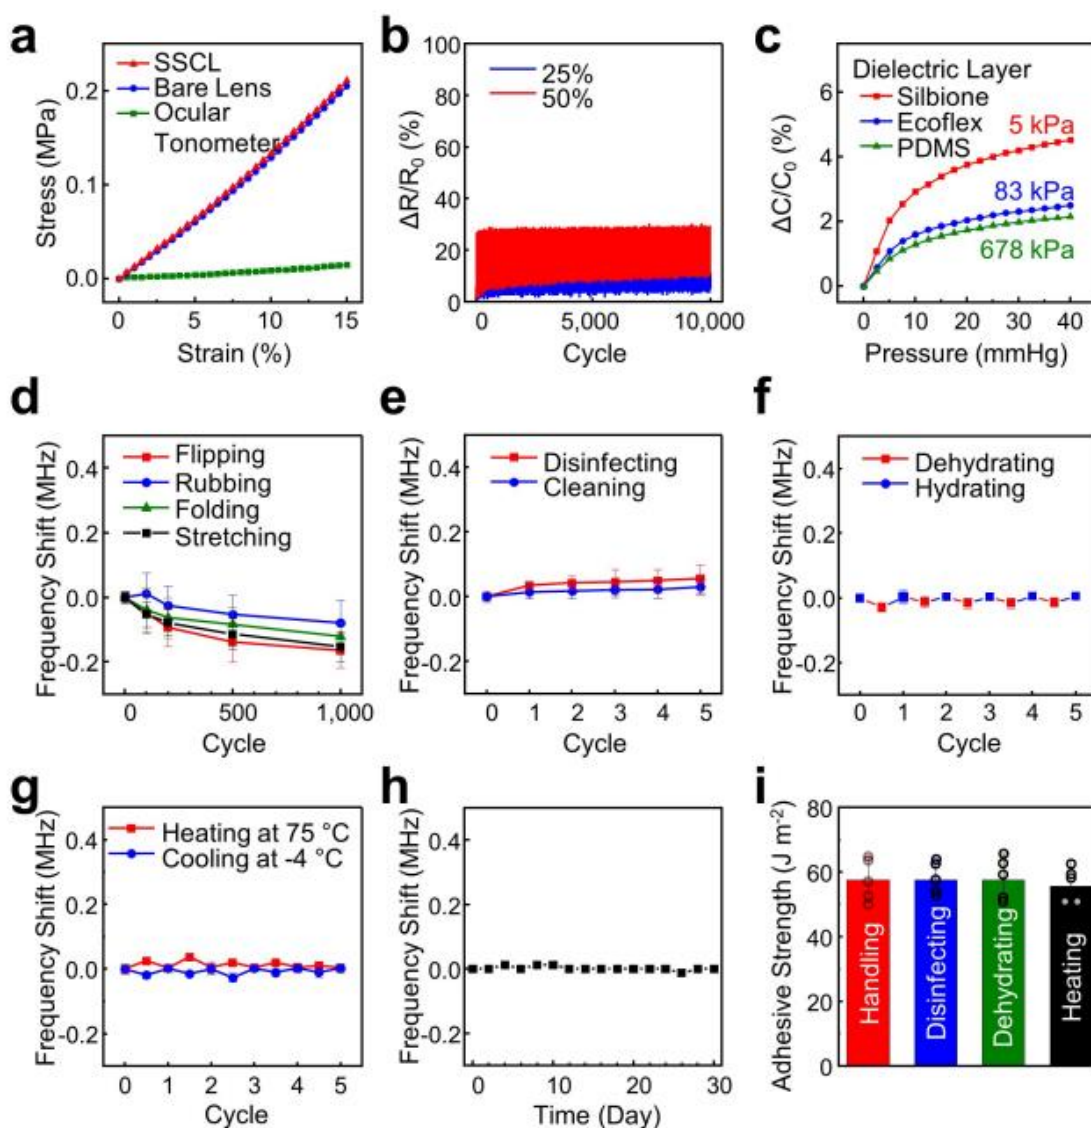 a
SSCL
Bare Lens
Ocular
Tonometer
0.2
0.1
0.0
Stress (MPa)
0 5 10 15
Strain (%)
b
100
80
60
40
20
0
ΔR/R₀ (%)
25%
50%
0 5,000 10,000
Cycle
c
Dielectric Layer
Silbione
Ecoflex
PDMS
5 kPa
83 kPa
678 kPa
6
4
2
0
ΔC/C₀ (%)
0 10 20 30 40
Pressure (mmHg)
d
Flipping
Rubbing
Folding
Stretching
0.4
0.2
0.0
-0.2
Frequency Shift (MHz)
0 500 1,000
Cycle
e
Disinfecting
Cleaning
0.4
0.2
0.0
-0.2
Frequency Shift (MHz)
0 1 2 3 4 5
Cycle
f
Dehydrating
Hydrating
0.4
0.2
0.0
-0.2
Frequency Shift (MHz)
0 1 2 3 4 5
Cycle
g
Heating at 75 °C
Cooling at -4 °C
0.4
0.2
0.0
-0.2
Frequency Shift (MHz)
0 1 2 3 4 5
Cycle
h
0.4
0.2
0.0
-0.2
Frequency Shift (MHz)
0 10 20 30
Time (Day)
i
80
60
40
20
0
Adhesive Strength (J m⁻²)
Handling
Disinfecting
Dehydrating
Heating